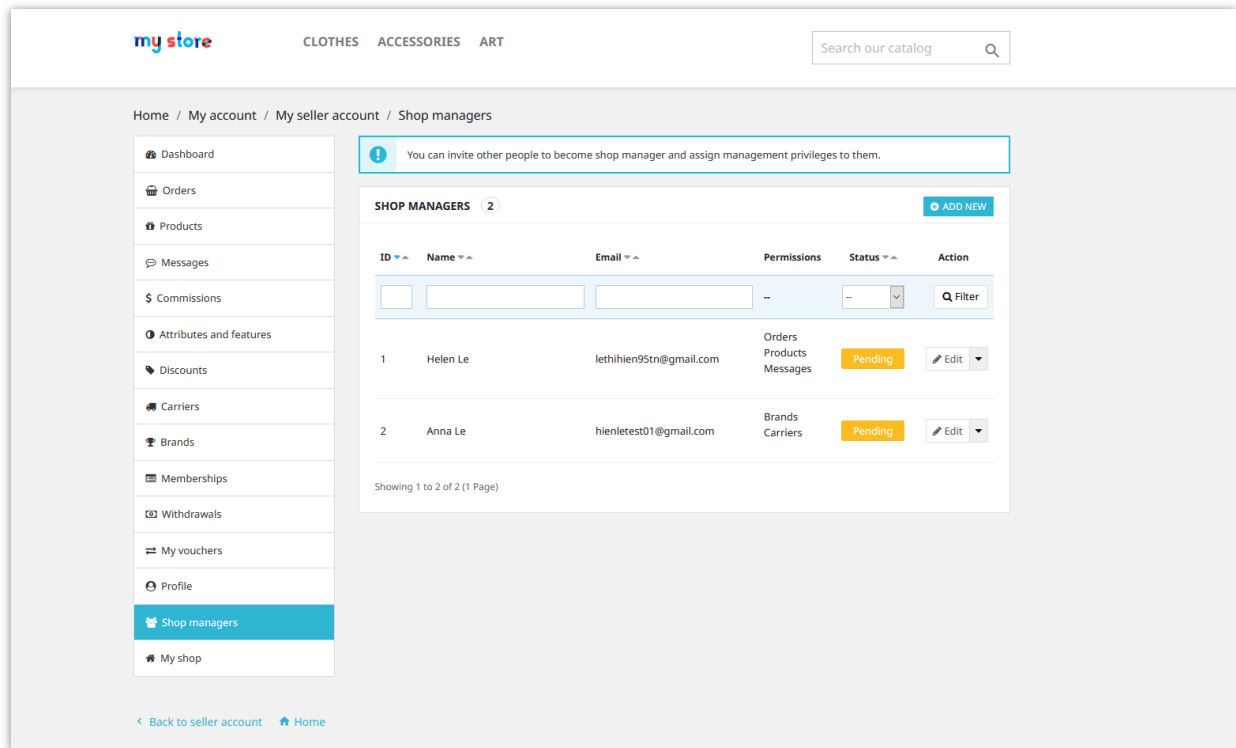 my store
CLOTHES ACCESSORIES ART
Search our catalog
Home / My account / My seller account / Shop managers
Dashboard
Orders
Products
Messages
$ Commissions
Attributes and features
Discounts
Carriers
Brands
Memberships
Withdrawals
My vouchers
Profile
Shop managers
My shop
You can invite other people to become shop manager and assign management privileges to them.
SHOP MANAGERS 2
ADD NEW
ID Name Email Permissions Status Action
-- -- Filter
1 Helen Le lethihien95tn@gmail.com Orders
Products
Messages
Pending Edit
2 Anna Le hienletest01@gmail.com Brands
Carriers
Pending Edit
Showing 1 to 2 of 2 (1 Page)
Back to seller account Home